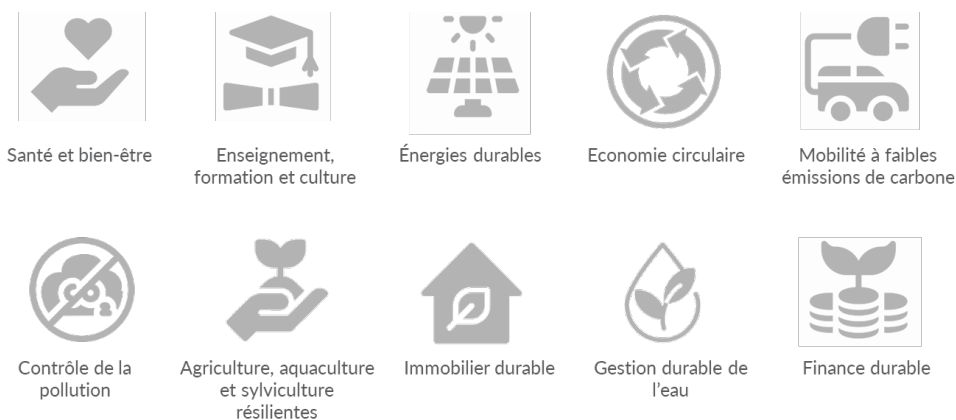 Santé et bien-être
Enseignement,
formation et culture
Énergies durables
Economie circulaire
Mobilité à faibles
émissions de carbone
Contrôle de la
pollution
Agriculture, aquaculture
et sylviculture
résilientes
Immobilier durable
Gestion durable de
l’eau
Finance durable